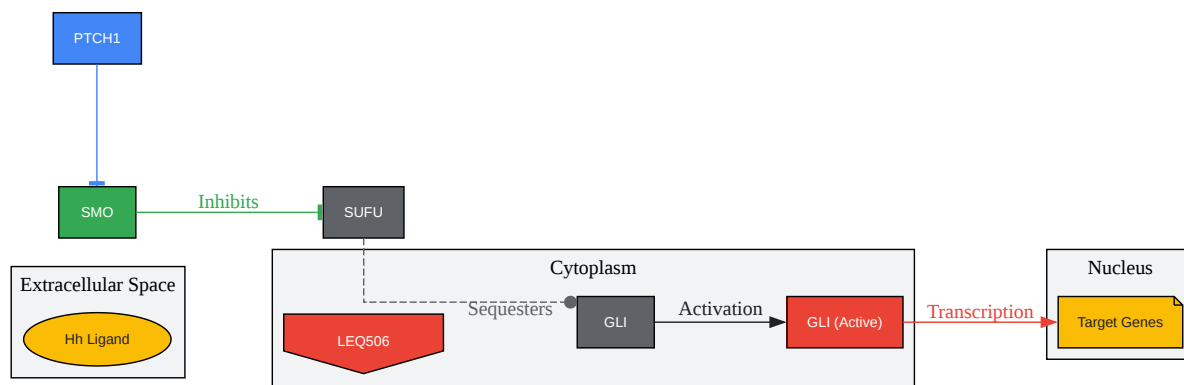 PTCH1
SMO
Inhibits
SUFU
Extracellular Space
Hh Ligand
Cytoplasm
Sequesters
LEQ506
GLI
Activation
GLI (Active)
Transcription
Nucleus
Target Genes